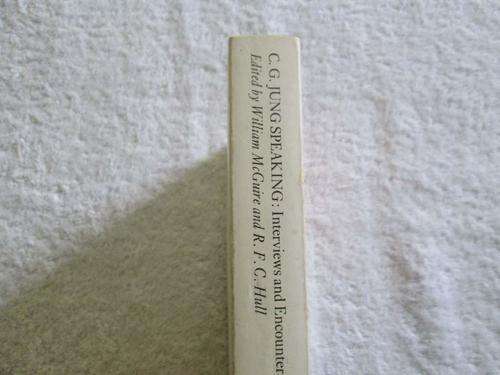 C. G. JUNG SPEAKING: Interviews and Encounter
Edited by William McGuire and R. F. C. Hull